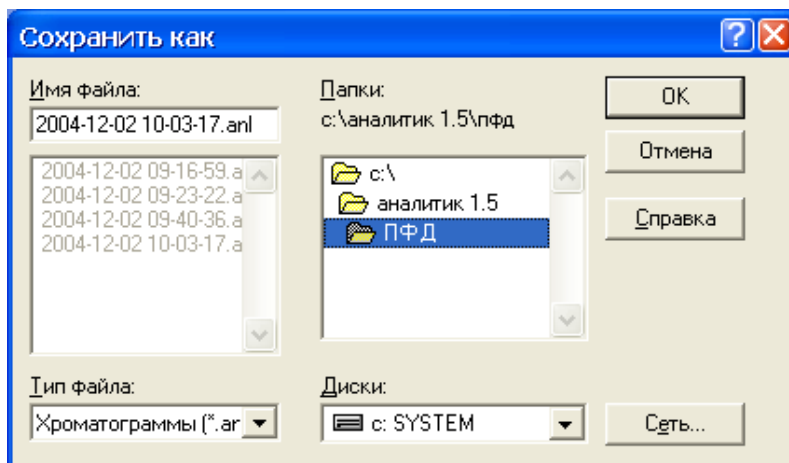 Сохранить как
Имя файла:
2004-12-02 10-03-17.anl
2004-12-02 09-16-59.a
2004-12-02 09-23-22.a
2004-12-02 09-40-36.a
2004-12-02 10-03-17.a
Тип файла:
Хроматограммы (*.ar
Папки:
c:\аналитик 1.5\пфд
c:\
аналитик 1.5
ПФД
Диски:
c: SYSTEM
OK
Отмена
Справка
Сеть...